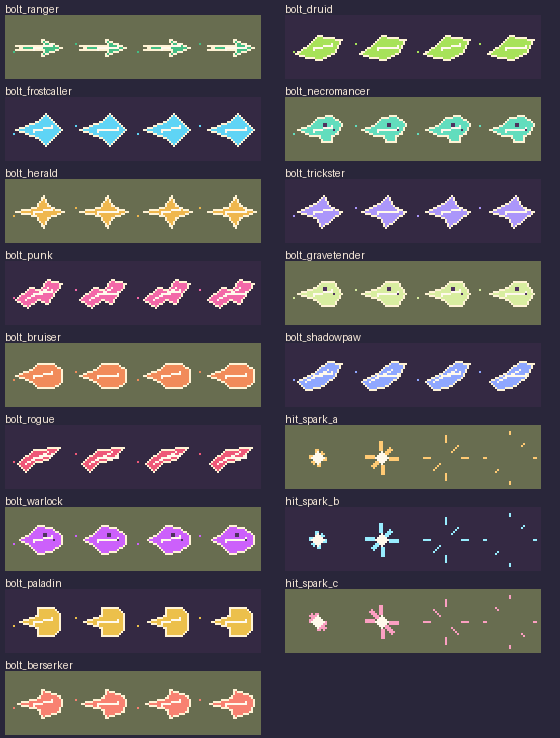 bolt_ranger
bolt_druid
bolt_frostcaller
bolt_necromancer
bolt_herald
bolt_trickster
bolt_punk
bolt_gravetender
bolt_bruiser
bolt_shadowpaw
bolt_rogue
hit_spark_a
bolt_warlock
hit_spark_b
bolt_paladin
hit_spark_c
bolt_berserker